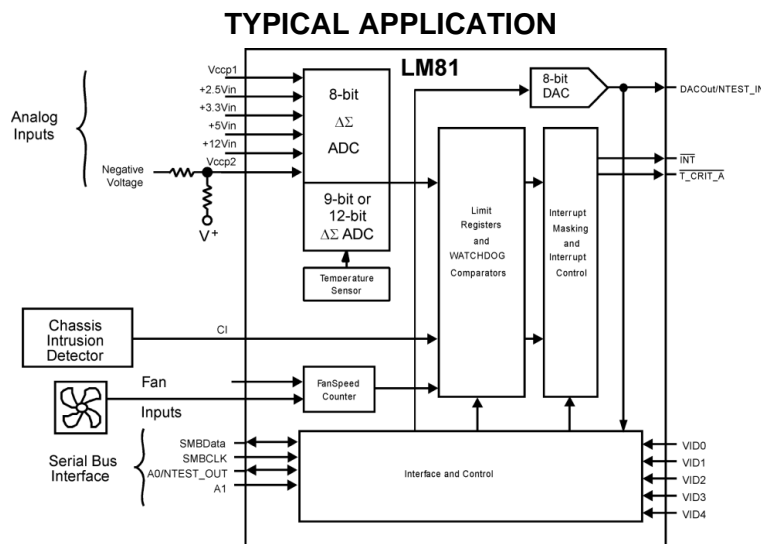 TYPICAL APPLICATION
LM81
Analog
Inputs
Vccp1
+2.5Vin
+3.3Vin
+5Vin
+12Vin
Vccp2
Negative
Voltage
V+
8-bit
ΔΣ
ADC
9-bit or
12-bit
ΔΣ ADC
Temperature
Sensor
8-bit
DAC
DACOut/NTEST_IN
INT
T_CRIT_A
Limit
Registers
and
WATCHDOG
Comparators
Interrupt
Masking
and
Interrupt
Control
Chassis
Intrusion
Detector
CI
Fan
Inputs
FanSpeed
Counter
Serial Bus
Interface
SMBData
SMBCLK
A0/NTEST_OUT
A1
Interface and Control
VID0
VID1
VID2
VID3
VID4